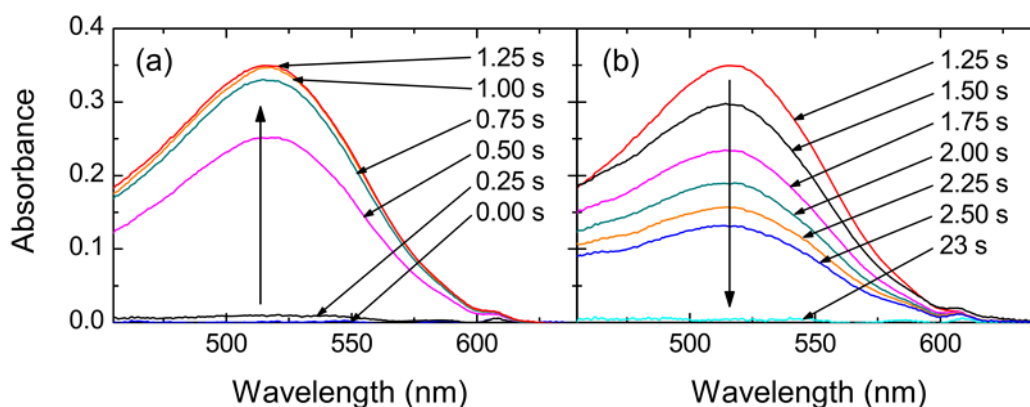 0.4
0.3
0.2
0.1
0.0
Absorbance
(a)
1.25 s
1.00 s
0.75 s
0.50 s
0.25 s
0.00 s
500
550
600
Wavelength (nm)
(b)
1.25 s
1.50 s
1.75 s
2.00 s
2.25 s
2.50 s
23 s
500
550
600
Wavelength (nm)